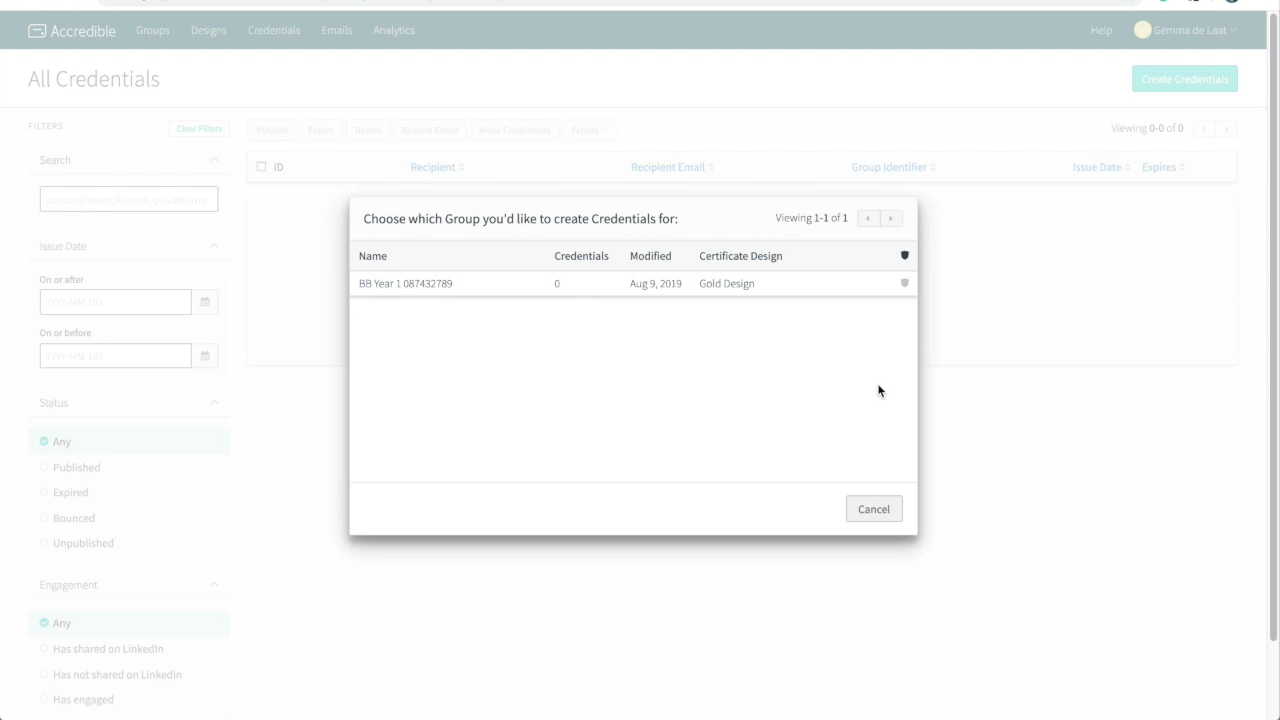 Accredible Groups Designs Credentials Emails Analytics Help Gemma de Laat
All Credentials Create Credentials
FILTERS Clear Filters Publish Expire Delete Resend Email Move Credentials Export Viewing 0-0 of 0
Search ID Recipient Recipient Email Group Identifier Issue Date Expires
person@example.com, private:true
Choose which Group you'd like to create Credentials for: Viewing 1-1 of 1
Issue Date
Name Credentials Modified Certificate Design
On or after
BB Year 1 087432789 0 Aug 9, 2019 Gold Design
YYYY-MM-DD
On or before
YYYY-MM-DD
Status
Any
Published
Expired
Cancel
Bounced
Unpublished
Engagement
Any
Has shared on LinkedIn
Has not shared on LinkedIn
Has engaged